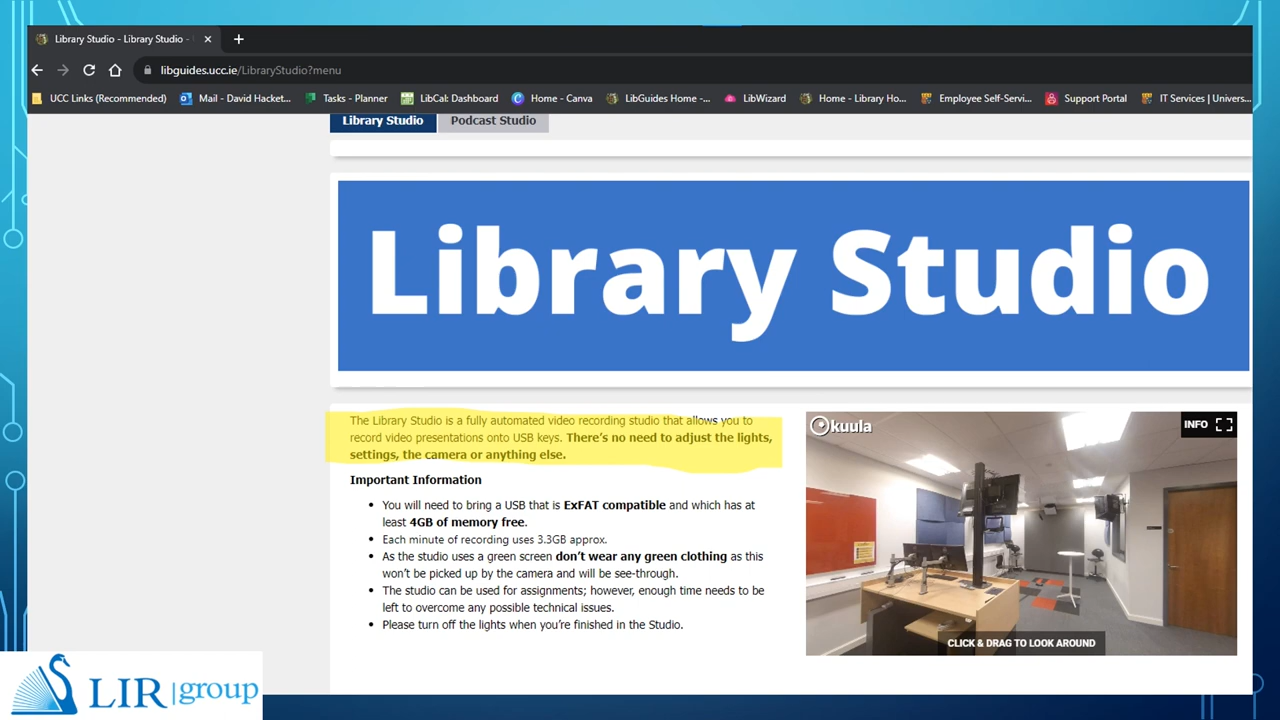 Library Studio - Library Studio -
libguides.ucc.ie/LibraryStudio?menu
UCC Links (Recommended) Mail - David Hacket... Tasks - Planner LibCal: Dashboard Home - Canva LibGuides Home -... LibWizard Home - Library Ho... Employee Self-Servi... Support Portal IT Services | Univers...
Library Studio Podcast Studio
Library Studio
The Library Studio is a fully automated video recording studio that allows you to
record video presentations onto USB keys. There's no need to adjust the lights,
settings, the camera or anything else.
Important Information
• You will need to bring a USB that is ExFAT compatible and which has at
least 4GB of memory free.
• Each minute of recording uses 3.3GB approx.
• As the studio uses a green screen don't wear any green clothing as this
won't be picked up by the camera and will be see-through.
• The studio can be used for assignments; however, enough time needs to be
left to overcome any possible technical issues.
• Please turn off the lights when you're finished in the Studio.
kuula
INFO
CLICK & DRAG TO LOOK AROUND
LIR group